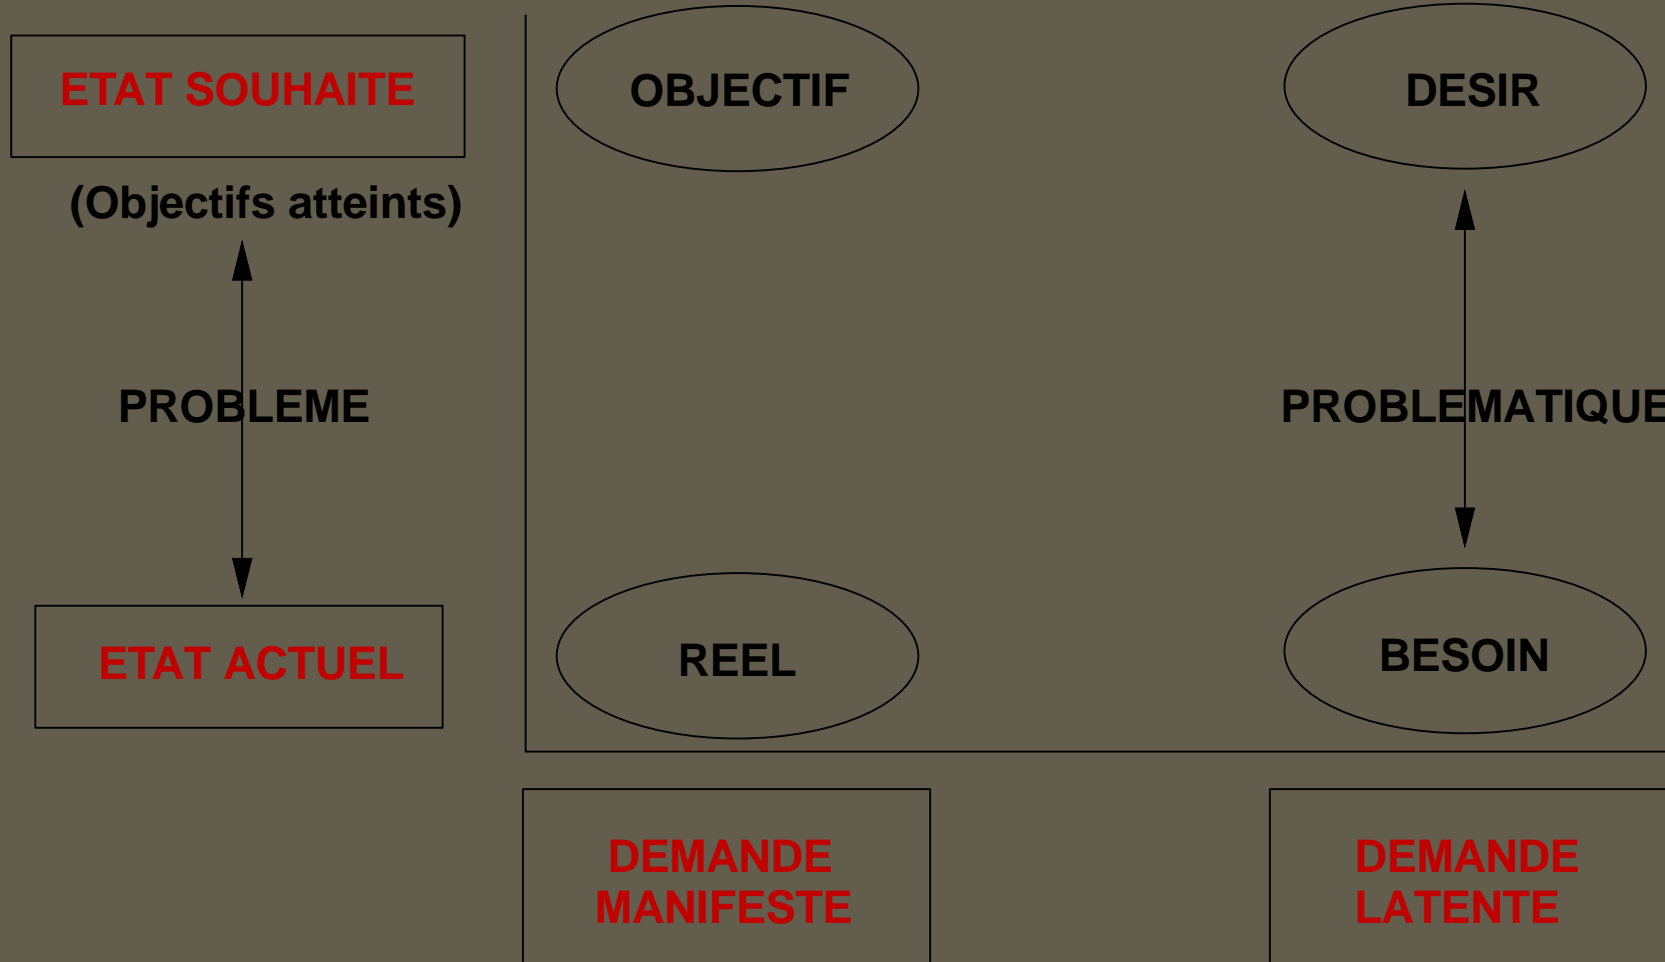 ETAT SOUHAITE
OBJECTIF
DESIR
(Objectifs atteints)
PROBLEME
PROBLEMATIQUE
ETAT ACTUEL
REEL
BESOIN
DEMANDE
MANIFESTE
DEMANDE
LATENTE